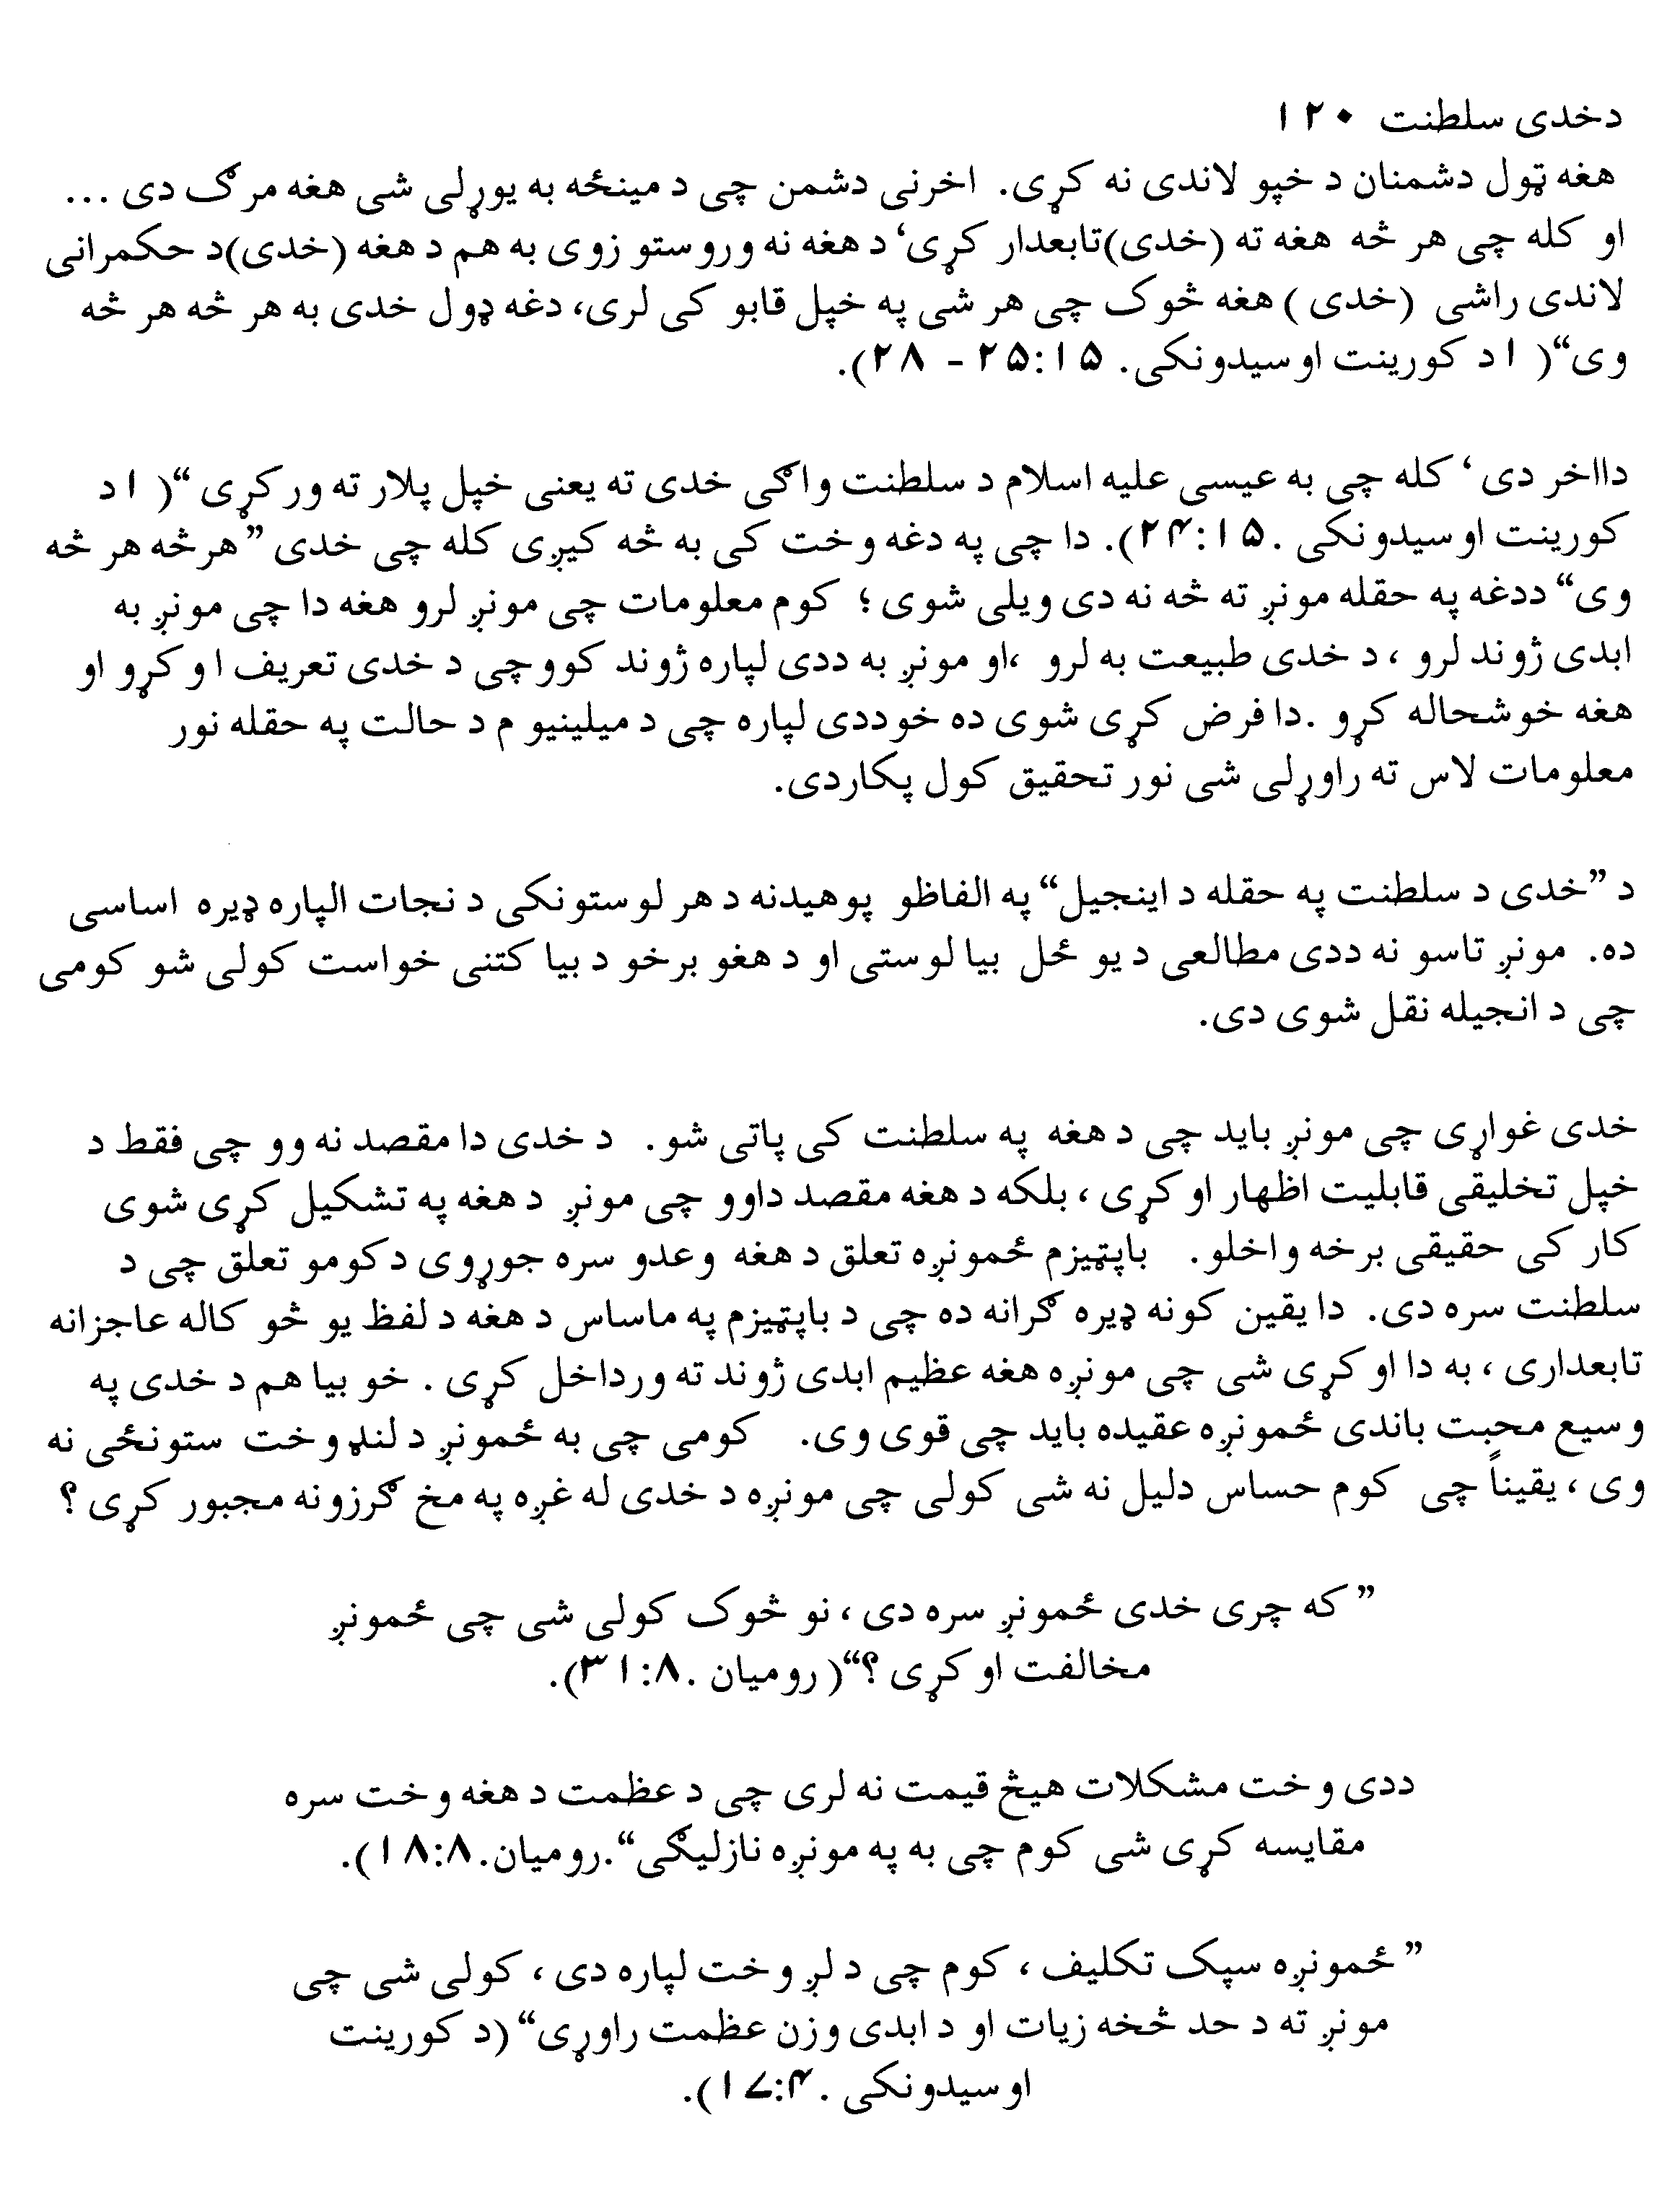 دخدی سلطنت ۱۲۰
هغه ټول دشمنان د خپو لاندی نه کړی. اخرنی دشمن چی د مینځه به یوړلی شی هغه مرګ دی ...
او کله چی هر څه هغه ته (خدی)تابعدار کړی‘ د هغه نه وروستو زوی به هم د هغه (خدی)د حکمرانی
لاندی راشی (خدی ) هغه څوک چی هر شی په خپل قابو کی لری، دغه ډول خدی به هر څه هر څه
وی“( ۱ د کورینت اوسیدونکی. ۲۵:۱۵ - ۲۸).
دااخر دی ‘ کله چی به عیسی علیه اسلام د سلطنت واګی خدی ته یعنی خپل پلار ته ورکړی “( ۱ د
کورینت اوسیدونکی .۲۴:۱۵). دا چی په دغه وخت کی به څه کیږی کله چی خدی ”هرڅه هر څه
وی“ ددغه په حقله مونږ ته څه نه دی ویلی شوی ؛ کوم معلومات چی مونږ لرو هغه دا چی مونږ به
ابدی ژوند لرو ، د خدی طبیعت به لرو ،او مونږ به ددی لپاره ژوند کووچی د خدی تعریف اوکړو او
هغه خوشحاله کړو .دا فرض کړی شوی ده خوددی لپاره چی د میلینیو م د حالت په حقله نور
معلومات لاس ته راوړلی شی نور تحقیق کول پکاردی.
د ”خدی د سلطنت په حقله د اینجیل“ په الفاظو پوهیدنه د هر لوستونکی د نجات الپاره ډیره اساسی
ده. مونږ تاسو نه ددی مطالعی د یو ځل بیا لوستی او د هغو برخو د بیا کتنی خواست کولی شو کومی
چی د انجیله نقل شوی دی.
خدی غواړی چی مونږ باید چی د هغه په سلطنت کی پاتی شو. د خدی دا مقصد نه وو چی فقط د
خپل تخلیقی قابلیت اظهار اوکړی ، بلکه د هغه مقصد داوو چی مونږ د هغه په تشکیل کړی شوی
کار کی حقیقی برخه واخلو. باپټیزم ځمونږه تعلق د هغه وعدو سره جوړوی دکومو تعلق چی د
سلطنت سره دی. دا یقین کونه ډیره ګرانه ده چی د باپټیزم په ماساس د هغه د لفظ یو څو کاله عاجزانه
تابعداری ، به دا اوکړی شی چی مونږه هغه عظیم ابدی ژوند ته ورداخل کړی . خو بیا هم د خدی په
وسیع محبت باندی ځمونږه عقیده باید چی قوی وی. کومی چی به ځمونږ د لنډ وخت ستونځی نه
وی ، یقیناً چی کوم حساس دلیل نه شی کولی چی مونږه د خدی له غږه په مخ ګرزونه مجبور کړی ؟
” که چری خدی ځمونږ سره دی ، نو څوک کولی شی چی ځمونږ
مخالفت اوکړی ؟“( رومیان .۳۱:۸).
ددی وخت مشکلات هیڅ قیمت نه لری چی د عظمت د هغه وخت سره
مقایسه کړی شی کوم چی به په مونږه نازلیګی“.رومیان.۱۸:۸).
” ځمونږه سپک تکلیف ، کوم چی د لږ وخت لپاره دی ، کولی شی چی
مونږ ته د حد څخه زیات او د ابدی وزن عظمت راوړی“ (د کورینت
اوسیدونکی .۱۷:۴).